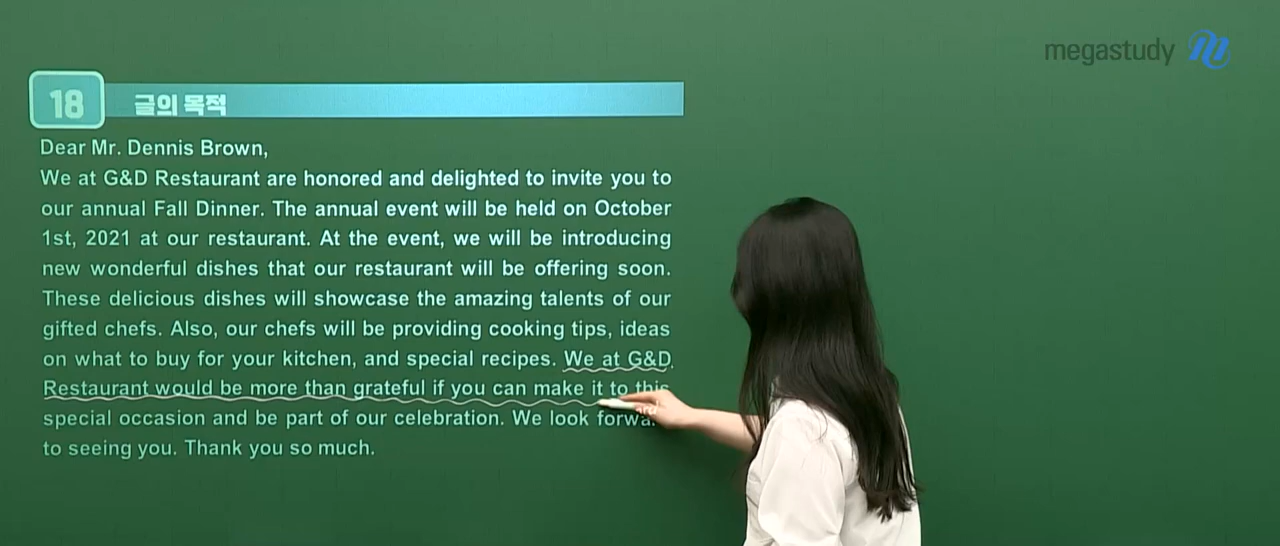 megastudy
18 글의 목적
Dear Mr. Dennis Brown,
We at G&D Restaurant are honored and delighted to invite you to
our annual Fall Dinner. The annual event will be held on October
1st, 2021 at our restaurant. At the event, we will be introducing
new wonderful dishes that our restaurant will be offering soon.
These delicious dishes will showcase the amazing talents of our
gifted chefs. Also, our chefs will be providing cooking tips, ideas
on what to buy for your kitchen, and special recipes. We at G&D
Restaurant would be more than grateful if you can make it to this
special occasion and be part of our celebration. We look forward
to seeing you. Thank you so much.